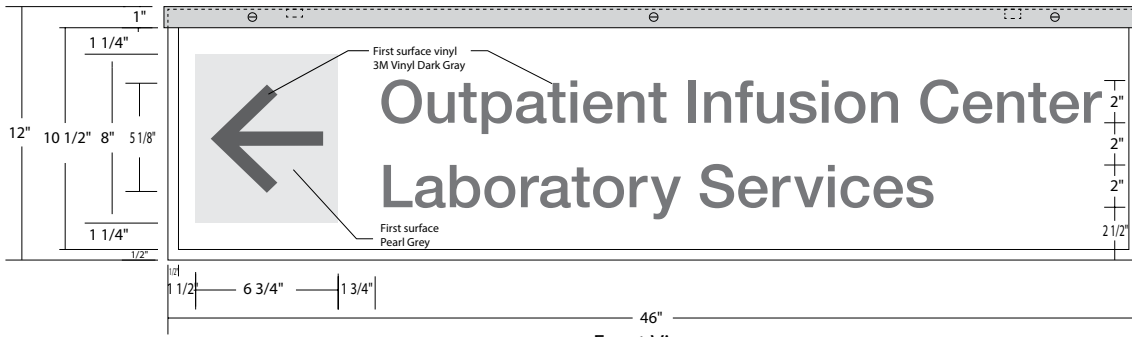 1"
1 1/4"
First surface vinyl
3M Vinyl Dark Gray
Outpatient Infusion Center
2"
12"
10 1/2"
8"
5 1/8"
2"
Laboratory Services
2"
1 1/4"
First surface
Pearl Grey
2 1/2"
1/2"
1/2"
1 1/2"
6 3/4"
1 3/4"
46"